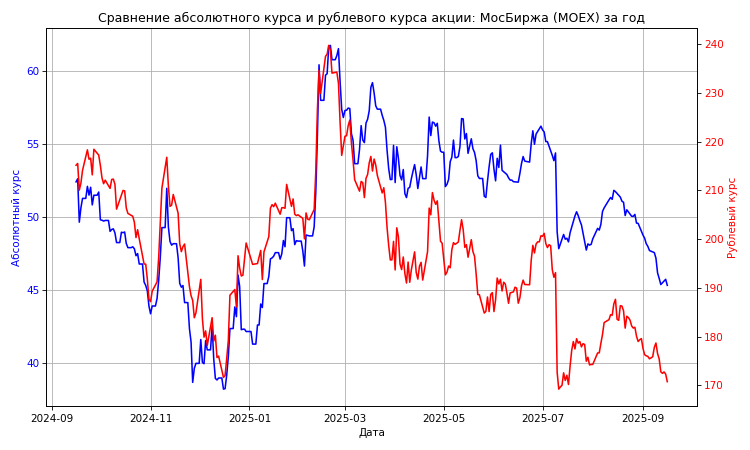 Сравнение абсолютного курса и рублевого курса акции: МосБиржа (MOEX) за год
Абсолютный курс
60
55
50
45
40
240
230
220
210
200
190
180
170
Рублевый курс
2024-09 2024-11 2025-01 2025-03 2025-05 2025-07 2025-09
Дата